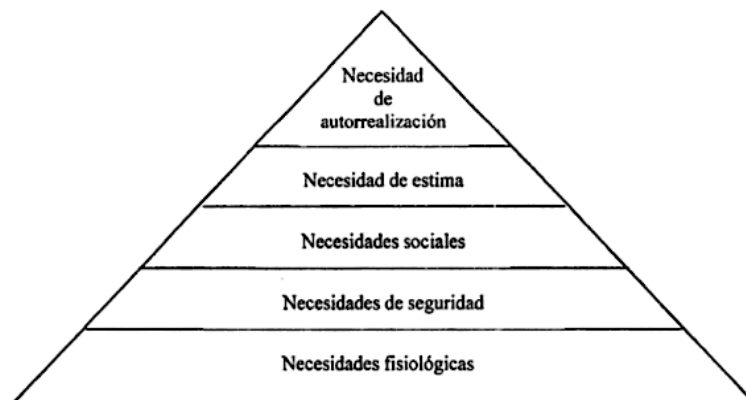 Necesidad
de
autorrealización
Necesidad de estima
Necesidades sociales
Necesidades de seguridad
Necesidades fisiológicas